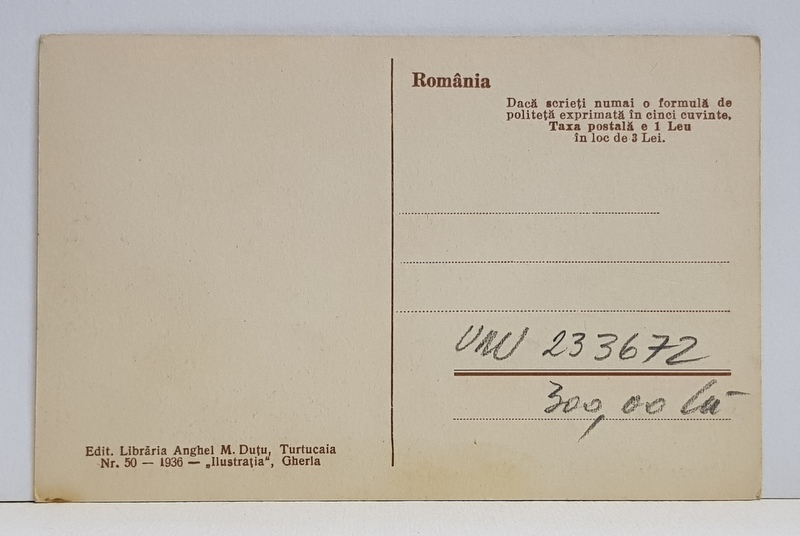 România
Dacă scrieți numai o formulă de
politeță exprimată în cinci cuvinte,
Taxa postală e 1 Leu
în loc de 3 Lei.
233672
300,00 lei
Edit. Librăria Anghel M. Duțu, Turtucaia
Nr. 50 — 1936 — „Ilustrația“, Gherla